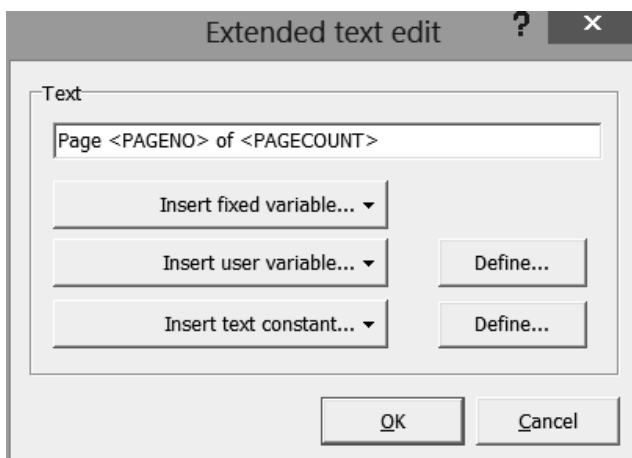 Extended text edit ? ×
Text
Page <PAGENO> of <PAGECOUNT>
Insert fixed variable...
Insert user variable... Define...
Insert text constant... Define...
OK Cancel